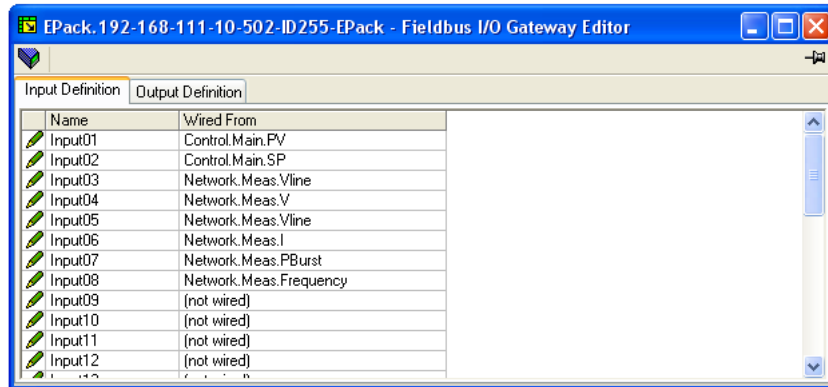 EPack.192-168-111-10-502-ID255-EPack - Fieldbus I/O Gateway Editor
Input Definition Output Definition
Name Wired From
Input01 Control.Main.PV
Input02 Control.Main.SP
Input03 Network.Meas.Vline
Input04 Network.Meas.V
Input05 Network.Meas.Vline
Input06 Network.Meas.I
Input07 Network.Meas.PBurst
Input08 Network.Meas.Frequency
Input09 (not wired)
Input10 (not wired)
Input11 (not wired)
Input12 (not wired)